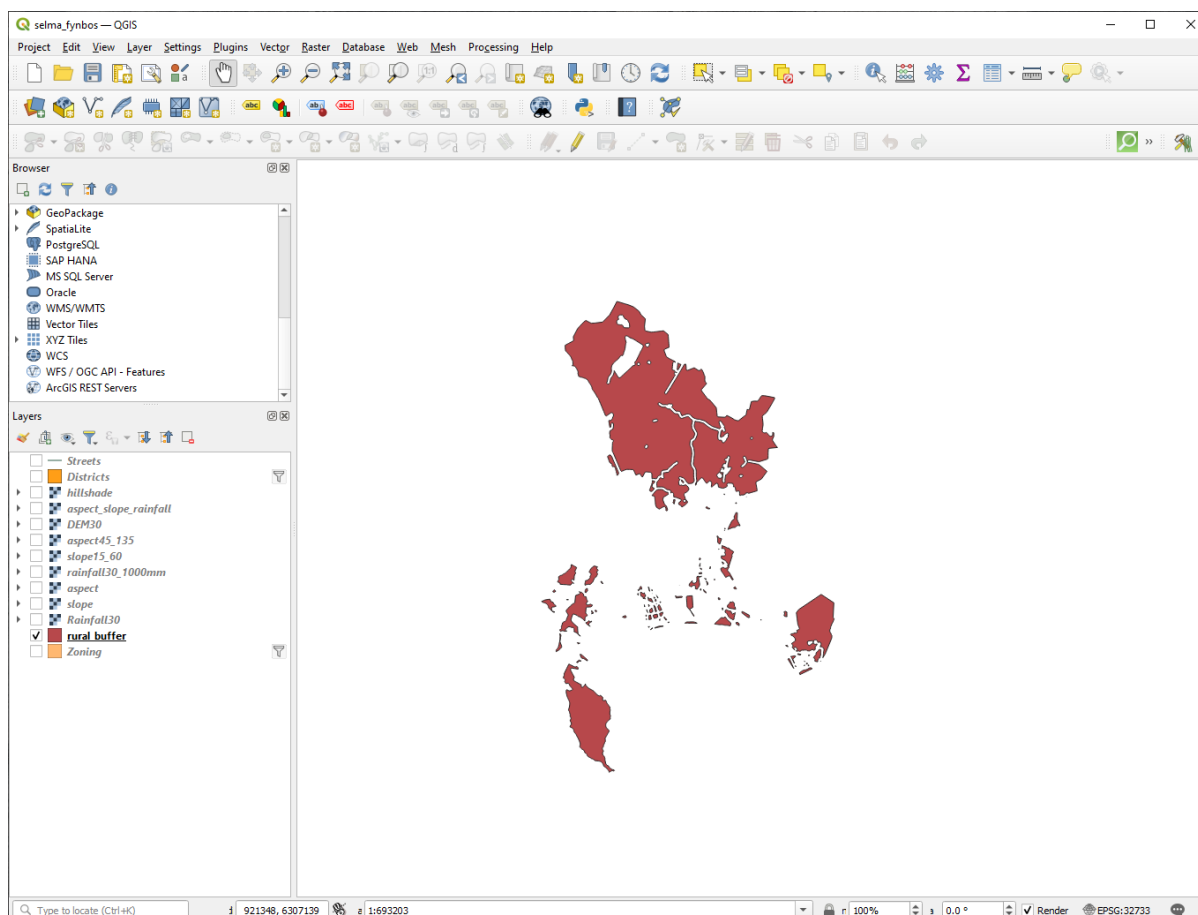 selma_fynbos — QGIS
Project Edit View Layer Settings Plugins Vector Raster Database Web Mesh Processing Help
Browser
GeoPackage
SpatiaLite
PostgreSQL
SAP HANA
MS SQL Server
Oracle
WMS/WMTS
Vector Tiles
XYZ Tiles
WCS
WFS / OGC API - Features
ArcGIS REST Servers
Layers
Streets
Districts
hillshade
aspect_slope_rainfall
DEM30
aspect45_135
slope15_60
rainfall30_1000mm
aspect
slope
Rainfall30
rural_buffer
Zoning
Type to locate (Ctrl+K) 921348, 6307139 1:693203 100% 0.0 ° Render EPSG:32733